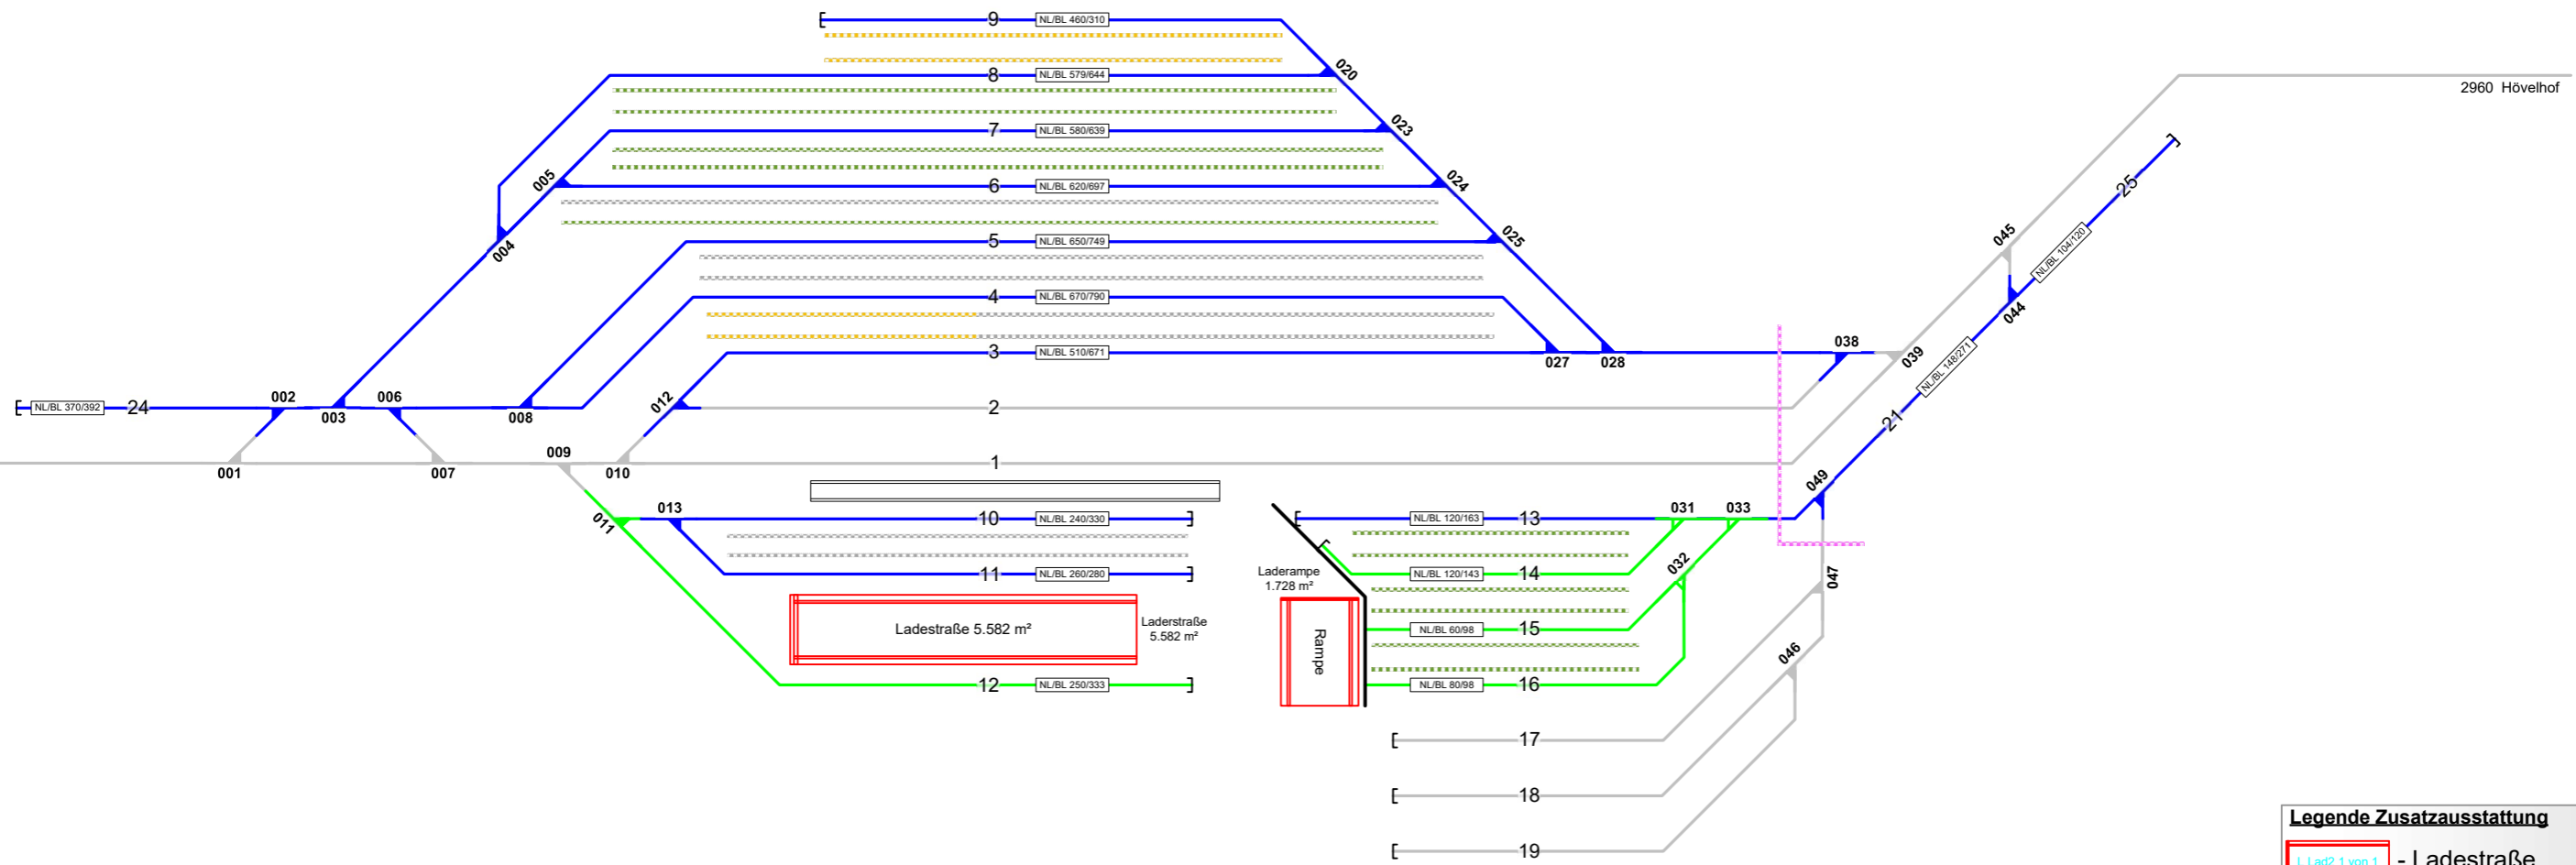 9 NL/BL 460/310
020
8 NL/BL 579/644
2960 Hövelhof
023
7 NL/BL 580/639
005
024
6 NL/BL 620/697
25
004
025
045
5 NL/BL 650/749
NL/BL 104/120
4 NL/BL 670/790
044
3 NL/BL 510/671
027
028
038
039
NL/BL 148/271
NL/BL 370/392 24
002
003
006
008
012
2
21
001
007
009
010
1
049
011
013
10 NL/BL 240/330
NL/BL 120/163 13
031
033
11 NL/BL 260/280
Laderampe
1.728 m²
NL/BL 120/143 14
032
047
Ladestraße 5.582 m²
Laderstraße
5.582 m²
Rampe
NL/BL 60/98 15
046
12 NL/BL 250/333
NL/BL 80/98 16
17
18
19
Legende Zusatzausstattung
L Lad2 1 von 1
- Ladestraße